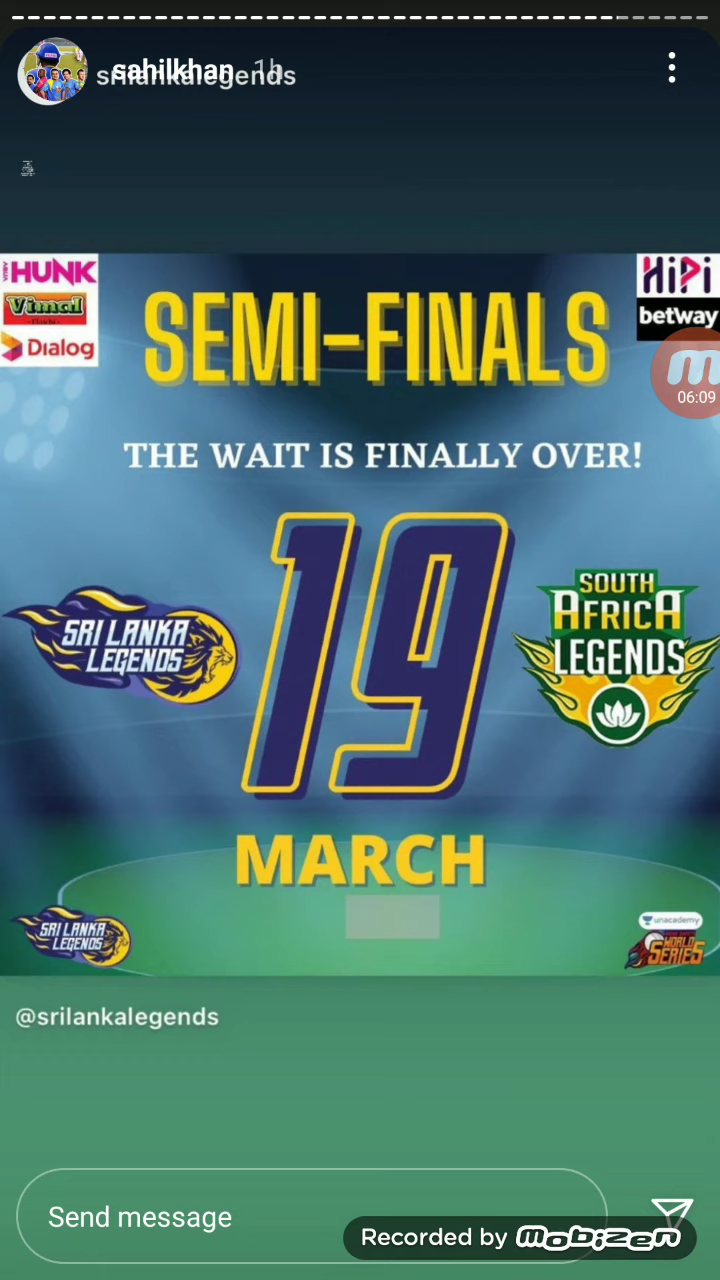 sahilkhan 1h
srilankalegends
HUNK
Vimal
Dialog
HiPi
betway
SEMI-FINALS
06:09
THE WAIT IS FINALLY OVER!
19
SRI LANKA
LEGENDS
SOUTH
AFRICA
LEGENDS
MARCH
SRI LANKA
LEGENDS
unacademy
WORLD
SERIES
@srilankalegends
Send message
Recorded by mobizen